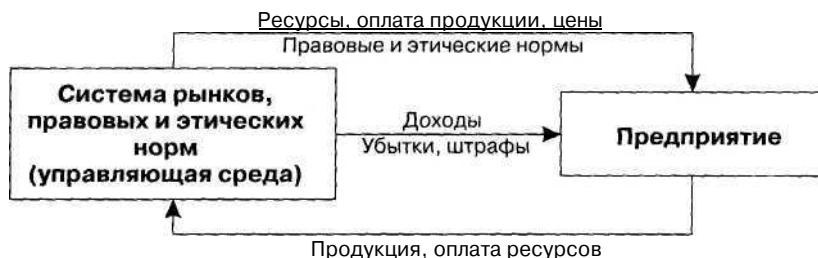 Ресурсы, оплата продукции, цены
Правовые и этические нормы
Система рынков,
правовых и этических
норм
(управляющая среда)
Доходы
Убытки, штрафы
Предприятие
Продукция, оплата ресурсов